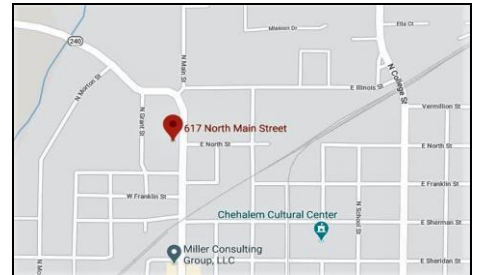 Mission Dr
Ella Ct
240
N Main St
N College St
N Morton St
E Illinois St
N Grant St
Vermillion St
617 North Main Street
E North St
E North St
W Franklin St
E Franklin St
N School St
Chehalem Cultural Center
E Sherman St
Miller Consulting
Group, LLC
E Sheridan St
N Mo